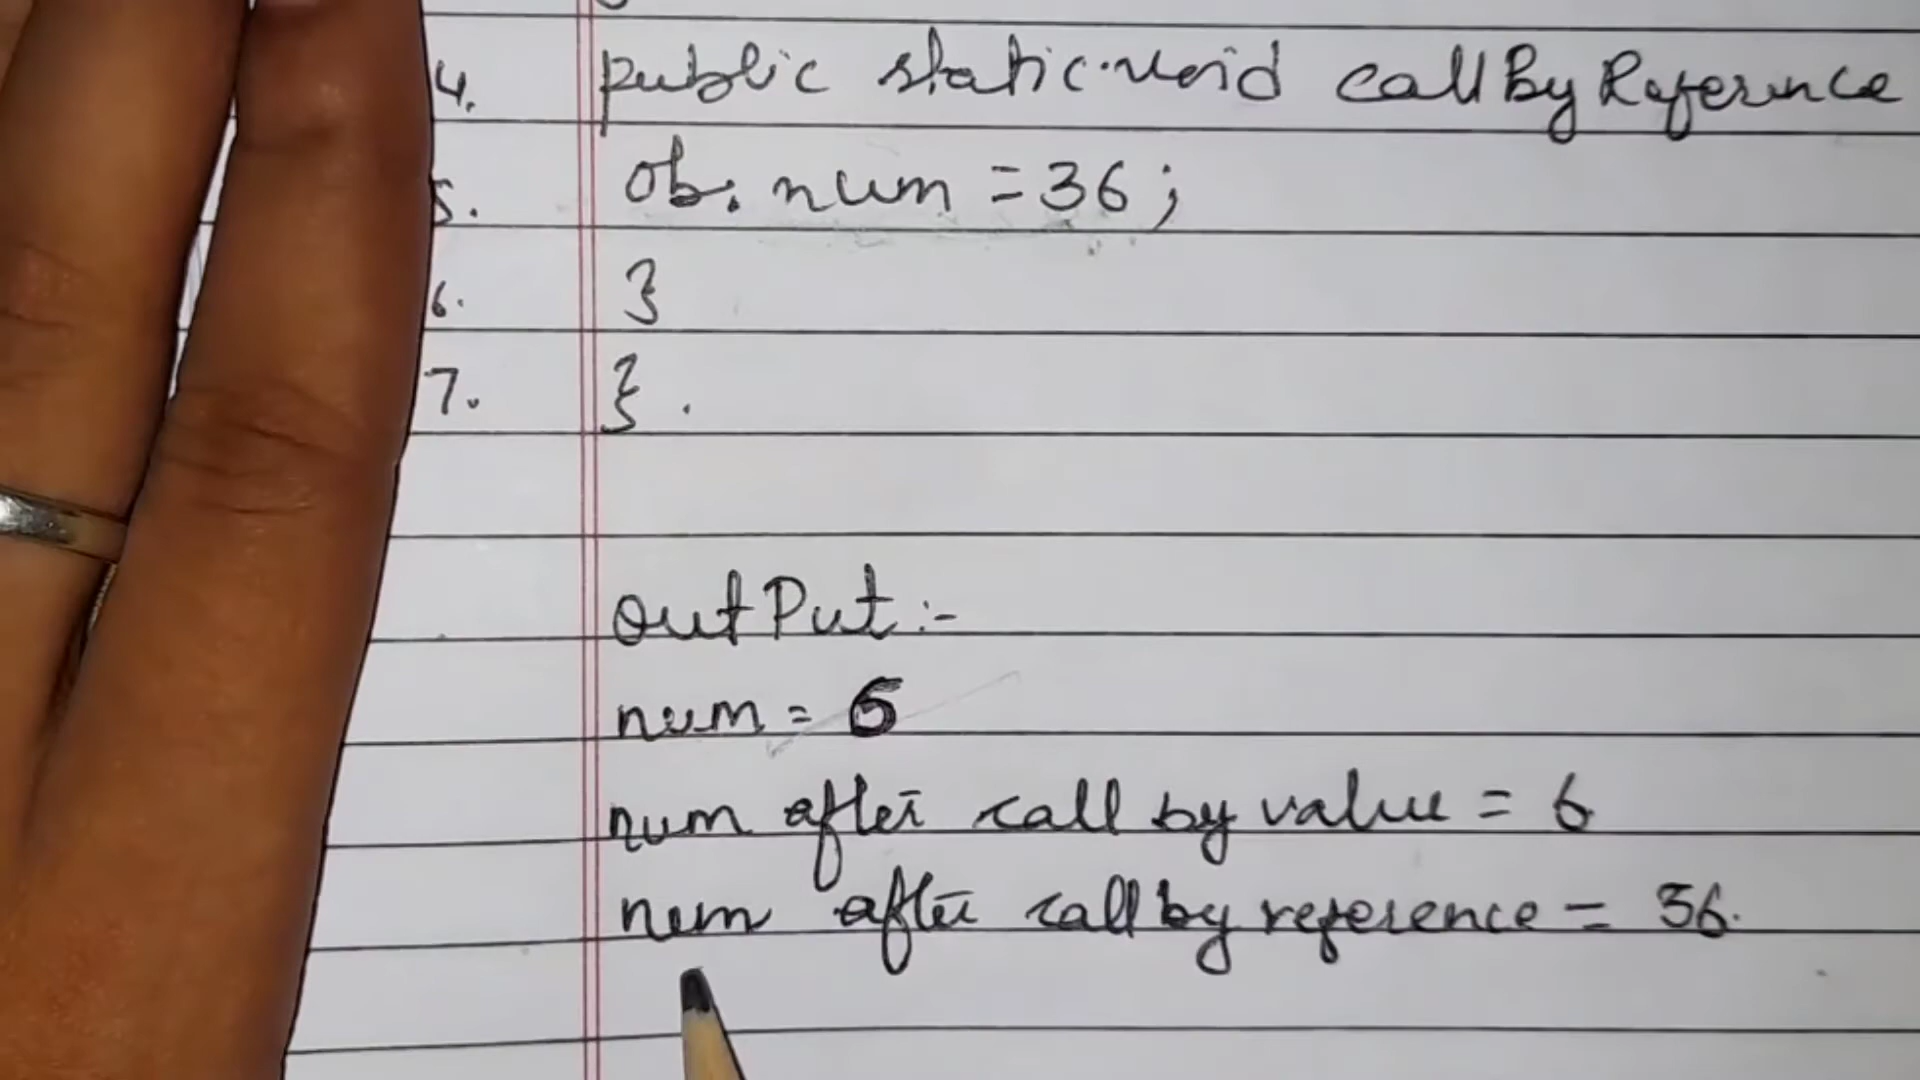 4. public static void callByReference
5. ob.num = 36;
6. }
7. } .
outPut :-
num = 6
num after call by value = 6
num after call by reference = 36.